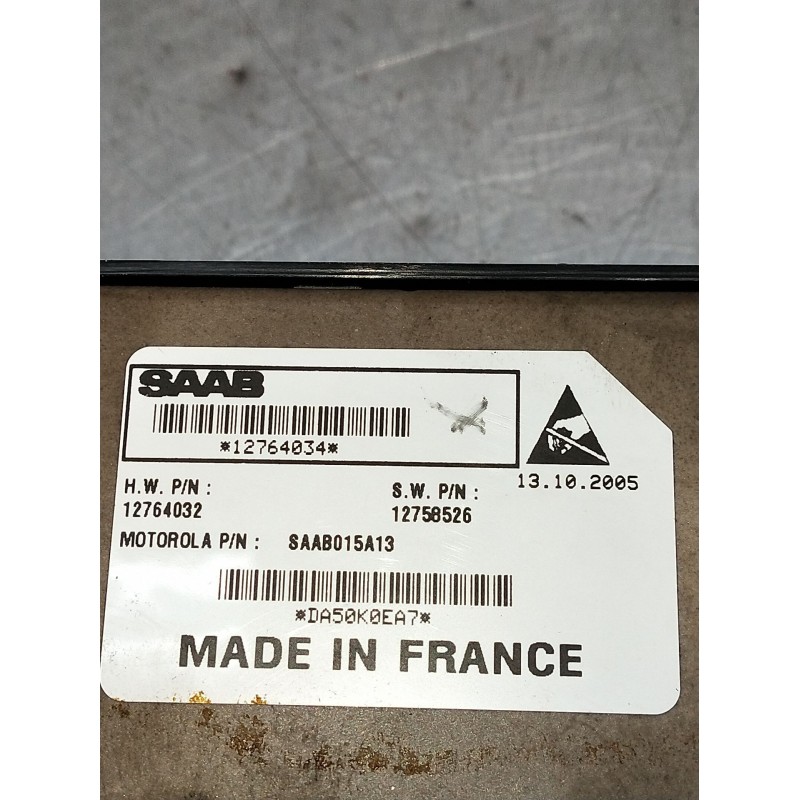 SAAB
*12764034*
13.10.2005
H.W. P/N : S.W. P/N :
12764032 12758526
MOTOROLA P/N : SAAB015A13
*DA50K0EA7*
MADE IN FRANCE